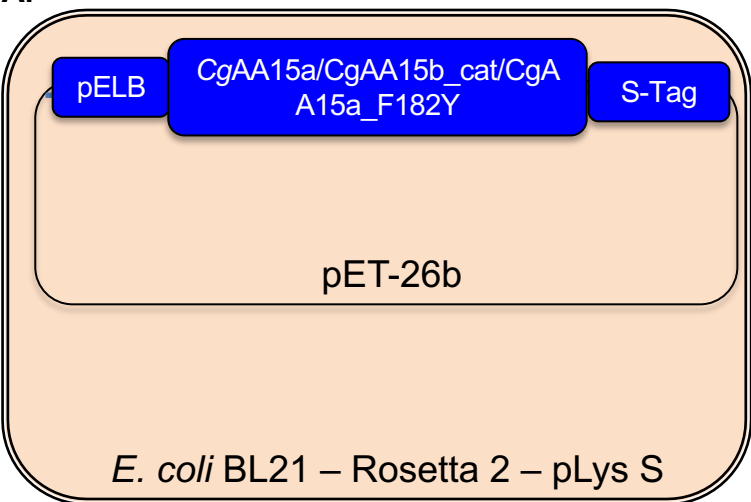 pELB
CgAA15a/CgAA15b_cat/CgA
A15a_F182Y
S-Tag
pET-26b
E. coli BL21 – Rosetta 2 – pLys S